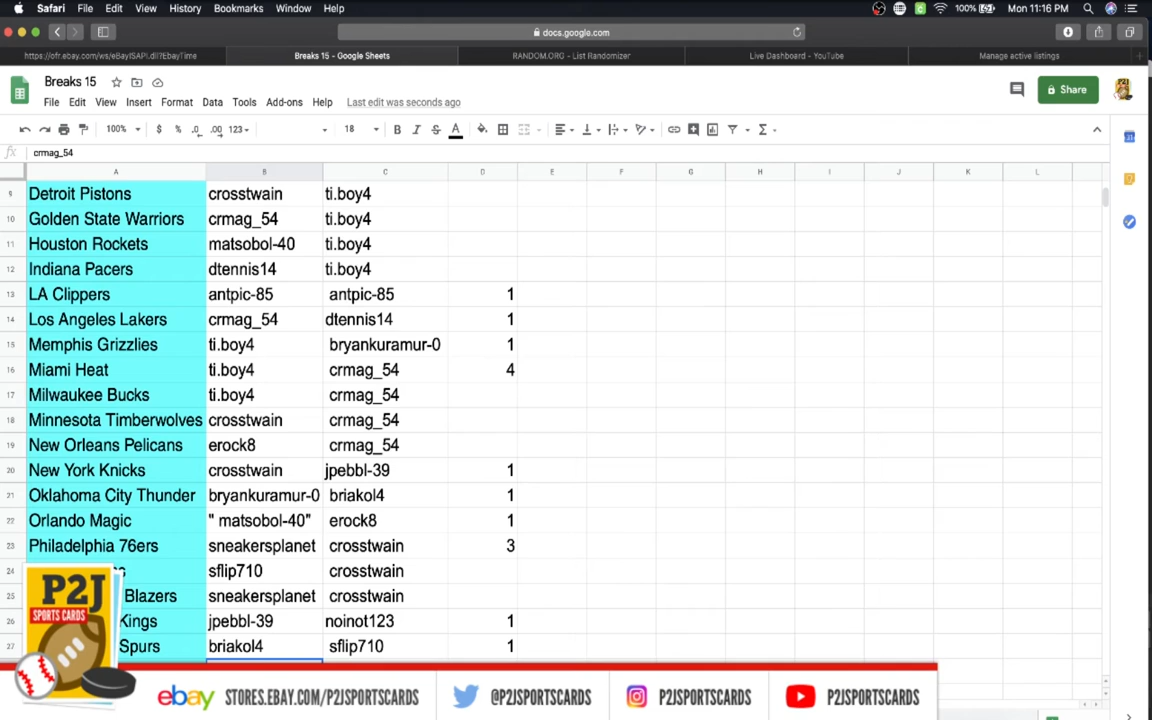 Safari File Edit View History Bookmarks Window Help 100% Mon 11:16 PM
docs.google.com
https://ofr.ebay.com/ws/eBayISAPI.dll?EbayTime Breaks 15 - Google Sheets RANDOM.ORG - List Randomizer Live Dashboard - YouTube Manage active listings
Breaks 15
Share
File Edit View Insert Format Data Tools Add-ons Help Last edit was seconds ago
100% $ % .0 .00 123 18 B I S A
fx crmag_54
A B C D E F G H I J K L
9 Detroit Pistons crosstwain ti.boy4
10 Golden State Warriors crmag_54 ti.boy4
11 Houston Rockets matsobol-40 ti.boy4
12 Indiana Pacers dtennis14 ti.boy4
13 LA Clippers antpic-85 antpic-85 1
14 Los Angeles Lakers crmag_54 dtennis14 1
15 Memphis Grizzlies ti.boy4 bryankuramur-0 1
16 Miami Heat ti.boy4 crmag_54 4
17 Milwaukee Bucks ti.boy4 crmag_54
18 Minnesota Timberwolves crosstwain crmag_54
19 New Orleans Pelicans erock8 crmag_54
20 New York Knicks crosstwain jpebbl-39 1
21 Oklahoma City Thunder bryankuramur-0 briakol4 1
22 Orlando Magic " matsobol-40" erock8 1
23 Philadelphia 76ers sneakersplanet crosstwain 3
24 sflip710 crosstwain
25 Blazers sneakersplanet crosstwain
26 Kings jpebbl-39 noinot123 1
27 Spurs briakol4 sflip710 1
P2J
SPORTS CARDS
ebay STORES.EBAY.COM/P2JSPORTSCARDS @P2JSPORTSCARDS P2JSPORTSCARDS P2JSPORTSCARDS